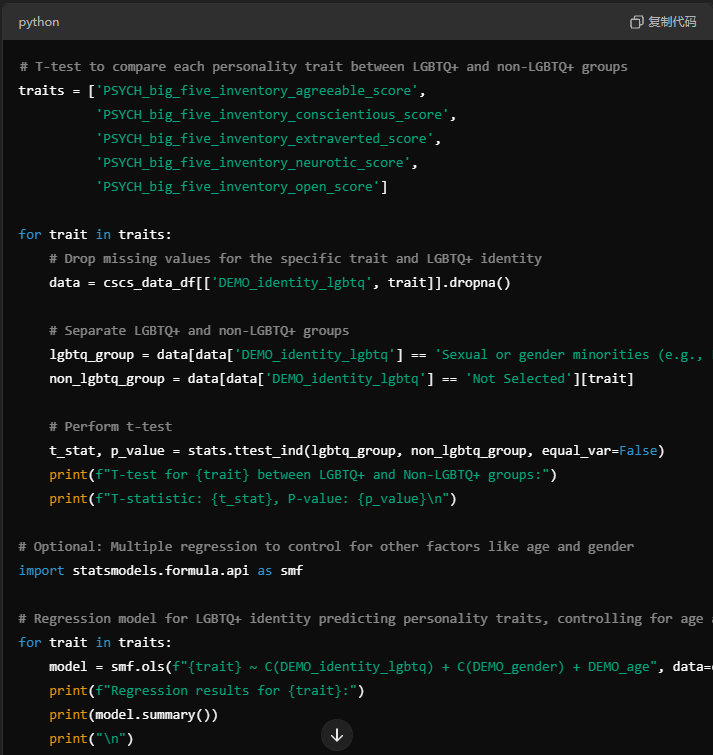 python
复制代码
# T-test to compare each personality trait between LGBTQ+ and non-LGBTQ+ groups
traits = ['PSYCH_big_five_inventory_agreeable_score',
'PSYCH_big_five_inventory_conscientious_score',
'PSYCH_big_five_inventory_extraverted_score',
'PSYCH_big_five_inventory_neurotic_score',
'PSYCH_big_five_inventory_open_score']
for trait in traits:
# Drop missing values for the specific trait and LGBTQ+ identity
data = cscs_data_df[['DEMO_identity_lgbtq', trait]].dropna()
# Separate LGBTQ+ and non-LGBTQ+ groups
lgbtq_group = data[data['DEMO_identity_lgbtq'] == 'Sexual or gender minorities (e.g.,
non_lgbtq_group = data[data['DEMO_identity_lgbtq'] == 'Not Selected'][trait]
# Perform t-test
t_stat, p_value = stats.ttest_ind(lgbtq_group, non_lgbtq_group, equal_var=False)
print(f"T-test for {trait} between LGBTQ+ and Non-LGBTQ+ groups:")
print(f"T-statistic: {t_stat}, P-value: {p_value}\n")
# Optional: Multiple regression to control for other factors like age and gender
import statsmodels.formula.api as smf
# Regression model for LGBTQ+ identity predicting personality traits, controlling for age
for trait in traits:
model = smf.ols(f"{trait} ~ C(DEMO_identity_lgbtq) + C(DEMO_gender) + DEMO_age", data=
print(f"Regression results for {trait}:")
print(model.summary())
print("\n")